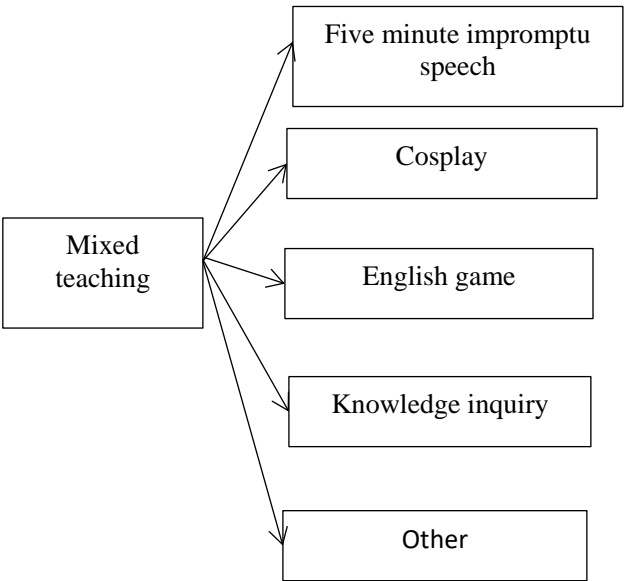 Five minute impromptu
speech
Cosplay
Mixed
teaching
English game
Knowledge inquiry
Other